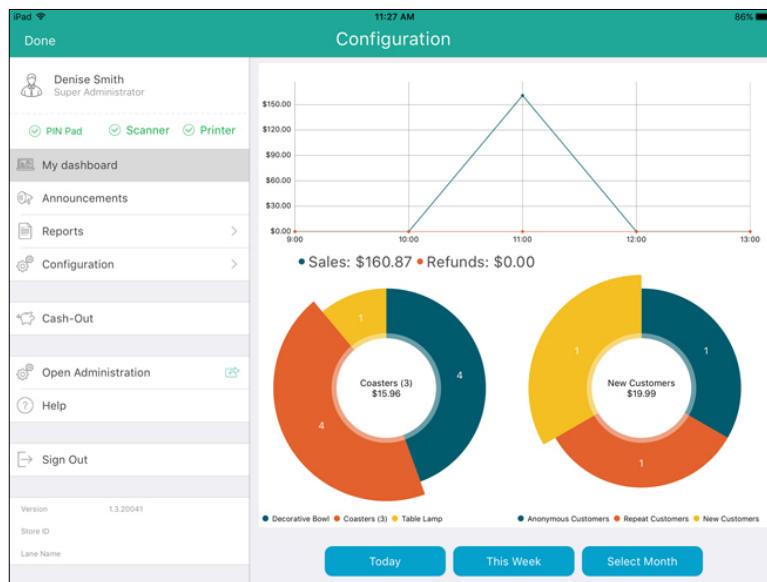 iPad 11:27 AM 86%
Done Configuration
Denise Smith
Super Administrator
PIN Pad Scanner Printer
My dashboard
Announcements
Reports
Configuration
Cash-Out
Open Administration
Help
Sign Out
Version 1.3.20041
Store ID
Lane Name
$150.00
$120.00
$90.00
$60.00
$30.00
$0.00
9:00 10:00 11:00 12:00 13:00
Sales: $160.87 Refunds: $0.00
1
4
4
Coasters (3)
$15.96
Decorative Bowl Coasters (3) Table Lamp
1
1
1
New Customers
$19.99
Anonymous Customers Repeat Customers New Customers
Today This Week Select Month